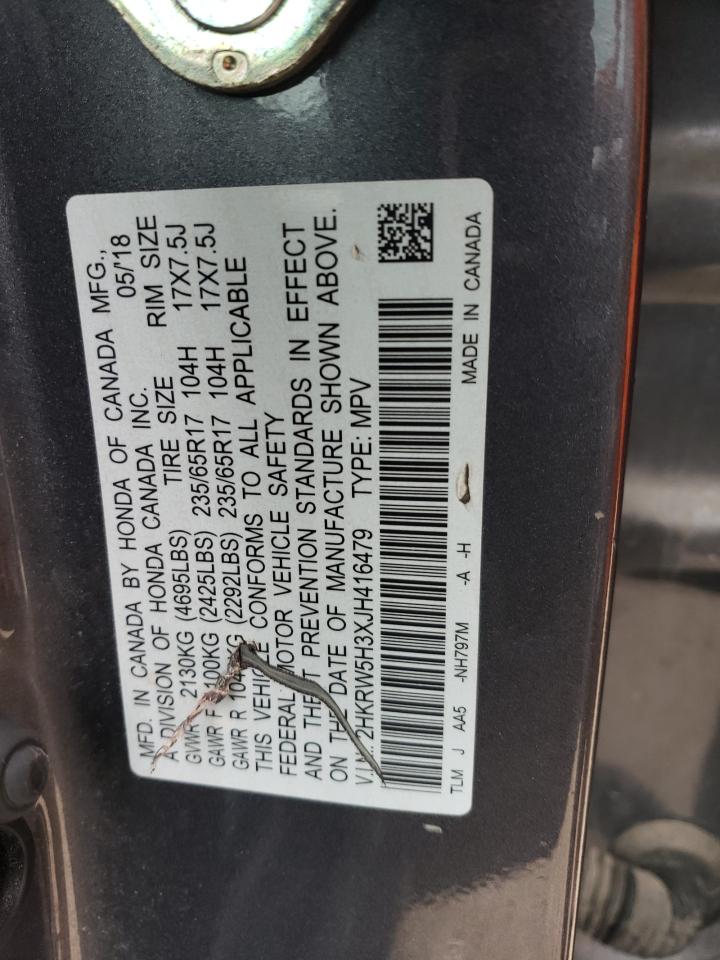 MFD. IN CANADA BY HONDA OF CANADA MFG.,
A DIVISION OF HONDA CANADA INC. 05/'18
TIRE SIZE RIM SIZE
GVWR 2130KG (4695LBS)
GAWR F 1100KG (2425LBS) 235/65R17 104H 17X7.5J
GAWR R (2292LBS) 235/65R17 104H 17X7.5J
THIS VEHICLE CONFORMS TO ALL APPLICABLE
FEDERAL MOTOR VEHICLE SAFETY
AND THEFT PREVENTION STANDARDS IN EFFECT
ON THE DATE OF MANUFACTURE SHOWN ABOVE.
V.I.N.: 2HKRW5H3XJH416479 TYPE: MPV
TLM J AA5 -NH797M -A -H MADE IN CANADA